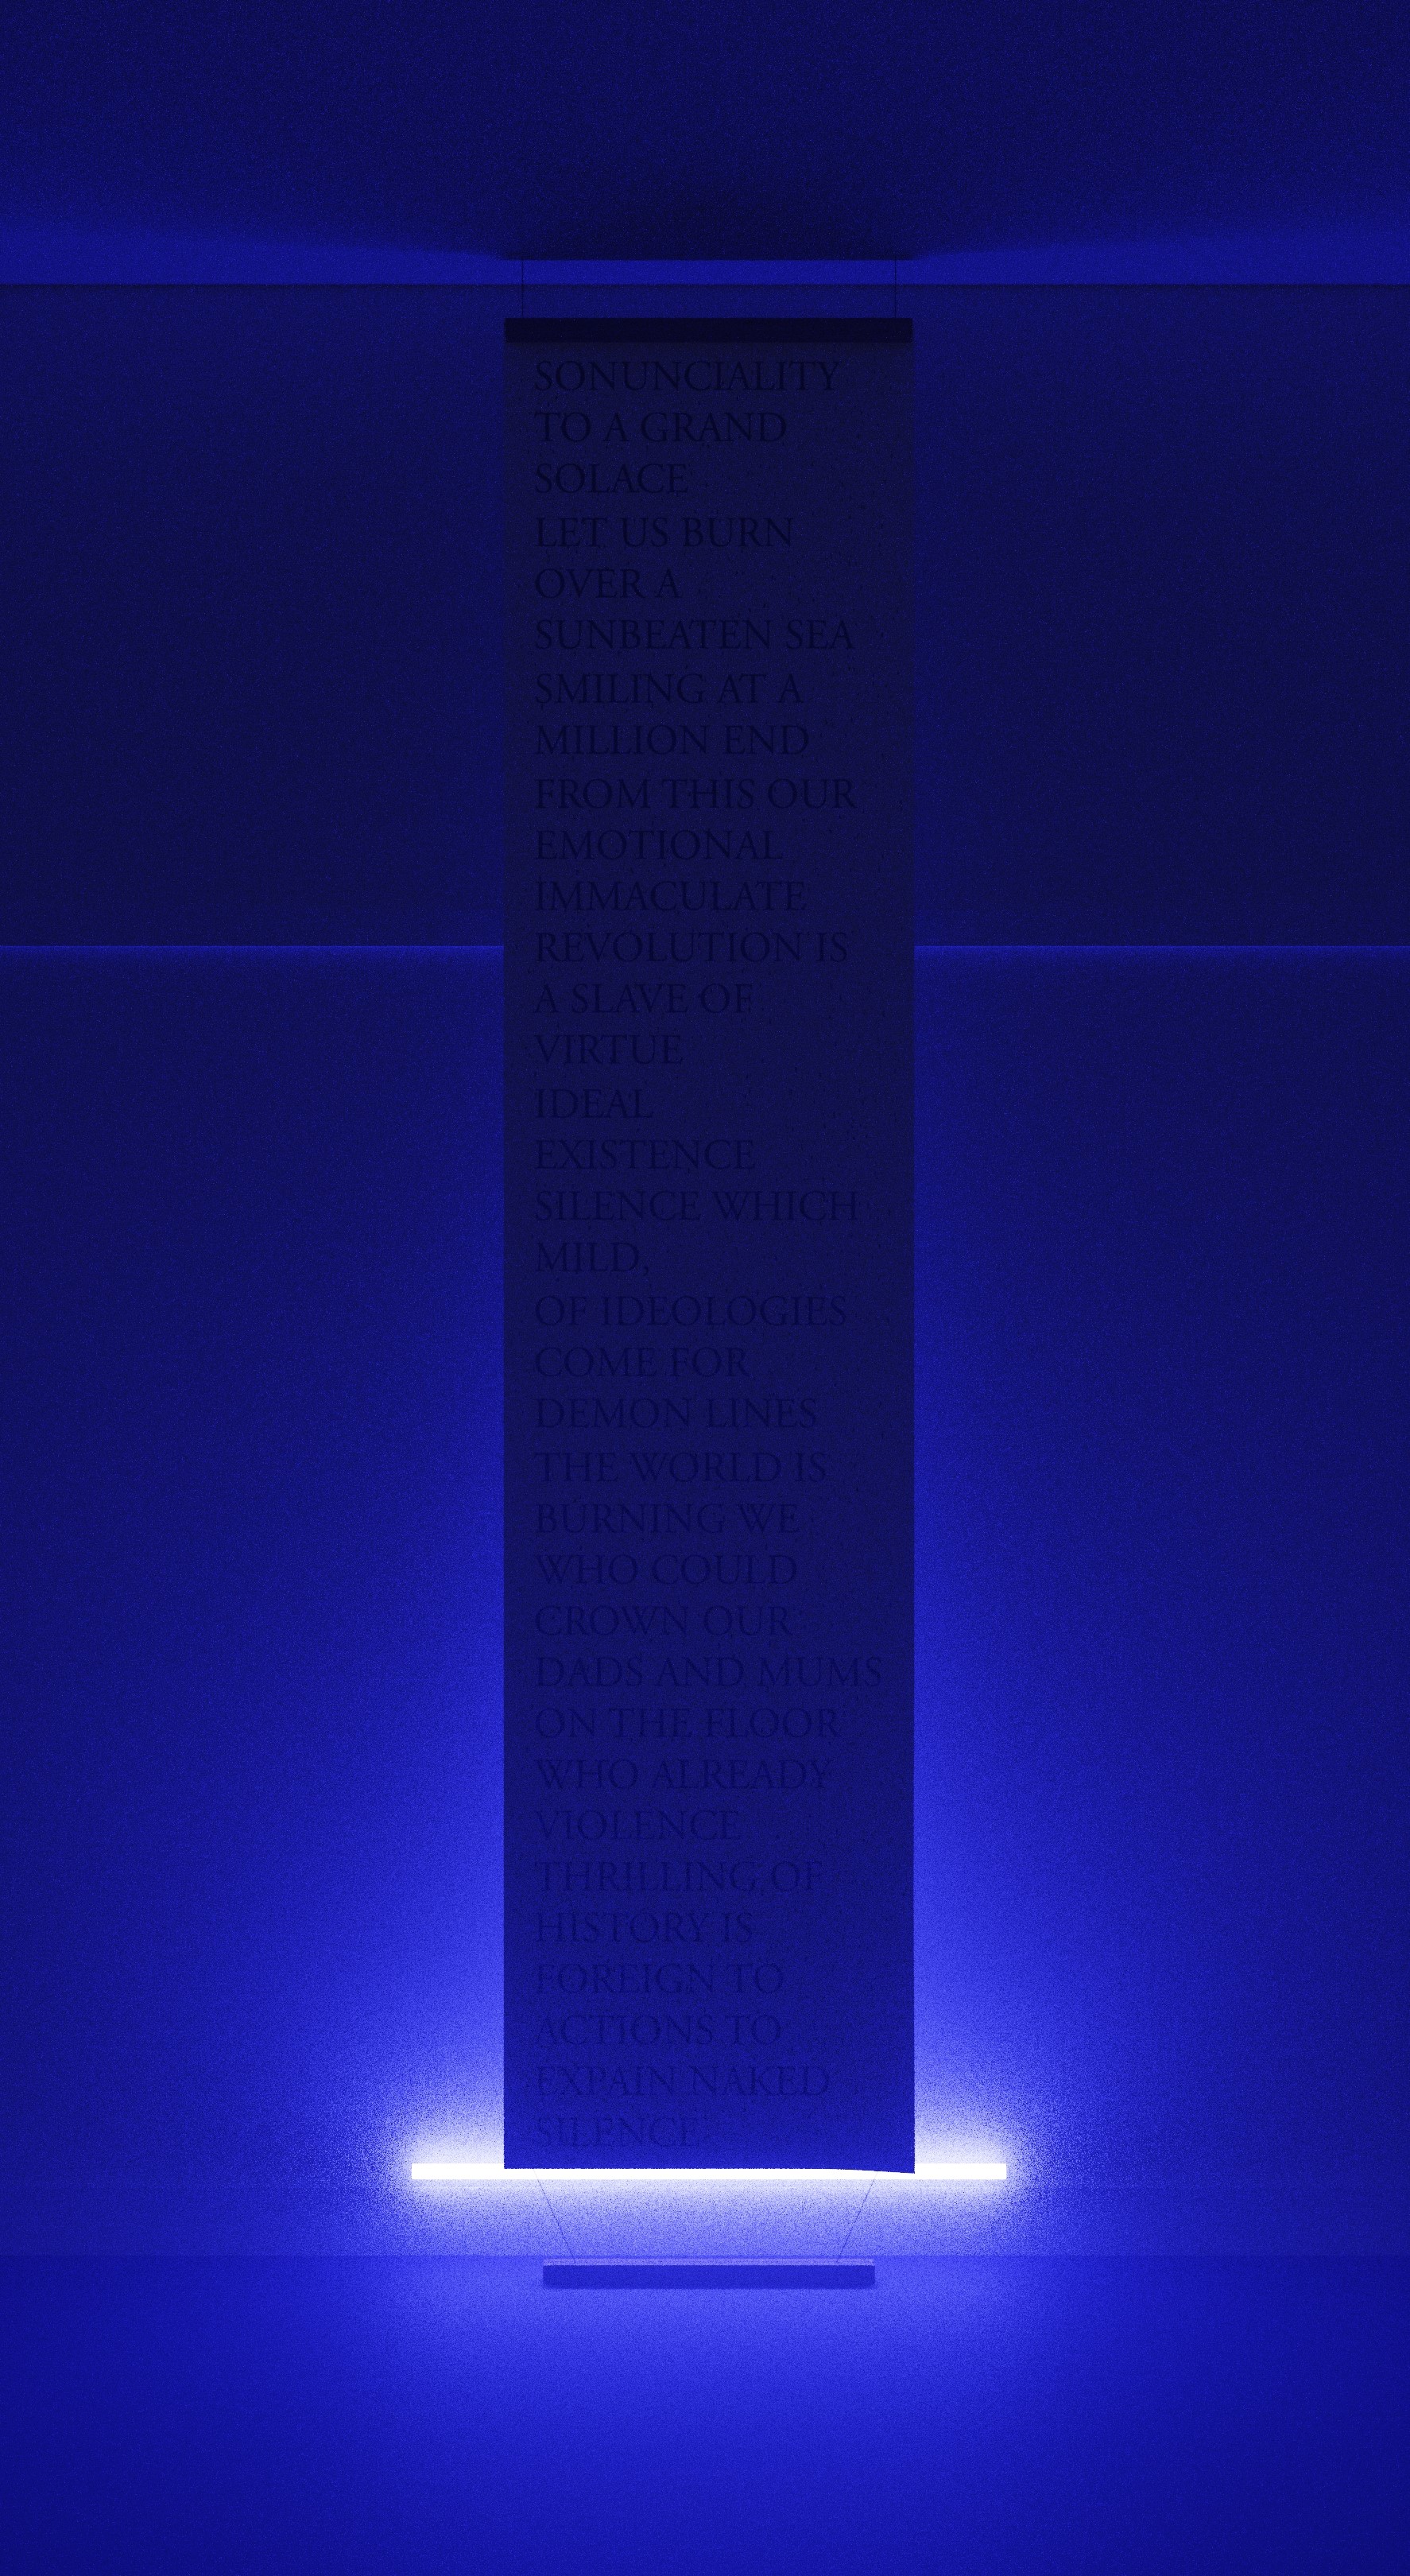 SONUNCIALITY
TO A GRAND
SOLACE
LET US BURN
OVER A
SUNBEATEN SEA
SMILING AT A
MILLION END
FROM THIS OUR
EMOTIONAL
IMMACULATE
REVOLUTION IS
A SLAVE OF
VIRTUE
IDEAL
EXISTENCE
SILENCE WHICH
MILD,
OF IDEOLOGIES
COME FOR
DEMON LINES
THE WORLD IS
BURNING WE
WHO COULD
CROWN OUR
DADS AND MUMS
ON THE FLOOR
WHO ALREADY
VIOLENCE
THRILLING OF
HISTORY IS
FOREIGN TO
ACTIONS TO
EXPAIN NAKED
SILENCE